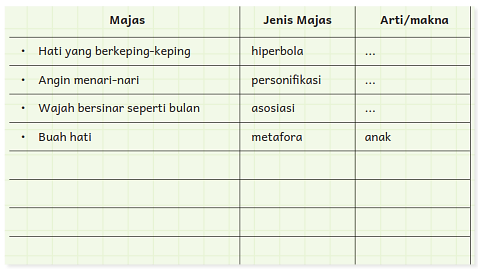 Majas Jenis Majas Arti/makna
• Hati yang berkeping-keping hiperbola ...
• Angin menari-nari personifikasi ...
• Wajah bersinar seperti bulan asosiasi ...
• Buah hati metafora anak